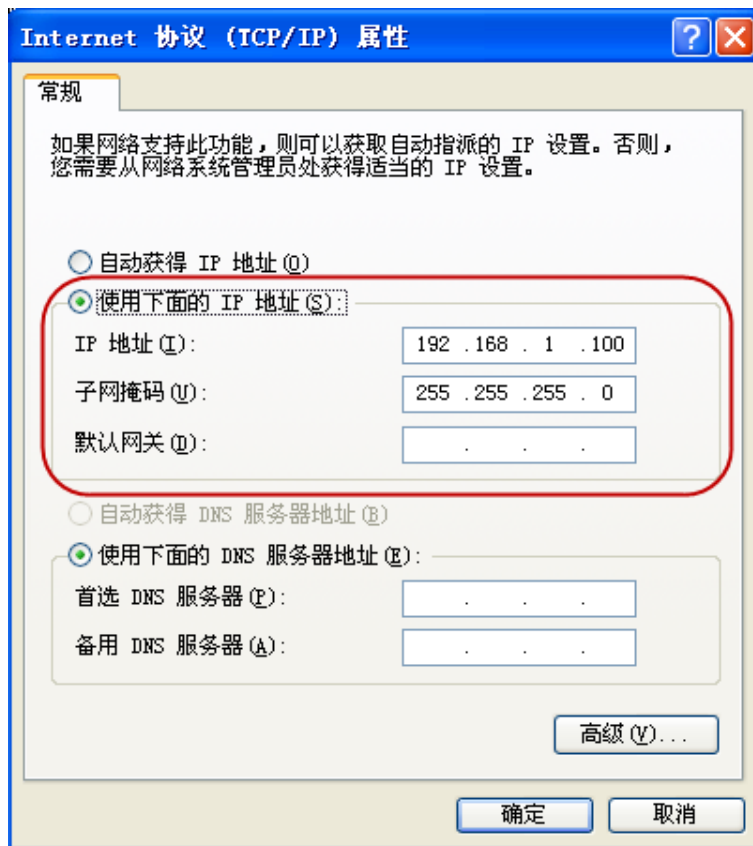 Internet 协议 (TCP/IP) 属性
常规
如果网络支持此功能，则可以获取自动指派的 IP 设置。否则，
您需要从网络系统管理员处获得适当的 IP 设置。
自动获得 IP 地址(O)
使用下面的 IP 地址(S):
IP 地址(I): 192 .168 . 1 .100
子网掩码(U): 255 .255 .255 . 0
默认网关(D): . . .
自动获得 DNS 服务器地址(B)
使用下面的 DNS 服务器地址(E):
首选 DNS 服务器(P): . . .
备用 DNS 服务器(A): . . .
高级(V)...
确定 取消